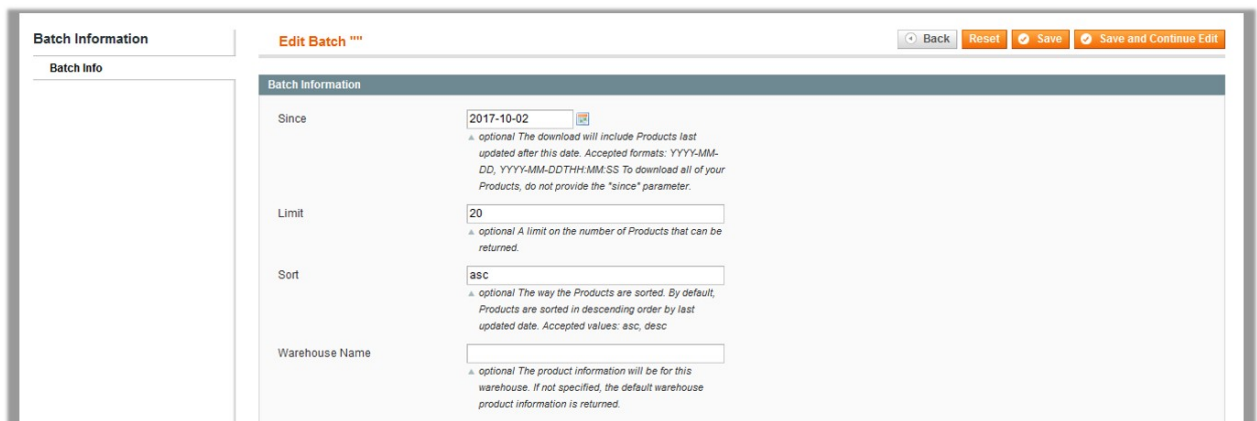 Batch Information
Batch Info
Edit Batch ""
Back Reset Save Save and Continue Edit
Batch Information
Since
2017-10-02
optional The download will include Products last
updated after this date. Accepted formats: YYYY-MM-
DD, YYYY-MM-DDTHH:MM:SS To download all of your
Products, do not provide the "since" parameter.
Limit
20
optional A limit on the number of Products that can be
returned.
Sort
asc
optional The way the Products are sorted. By default,
Products are sorted in descending order by last
updated date. Accepted values: asc, desc
Warehouse Name
optional The product information will be for this
warehouse. If not specified, the default warehouse
product information is returned.